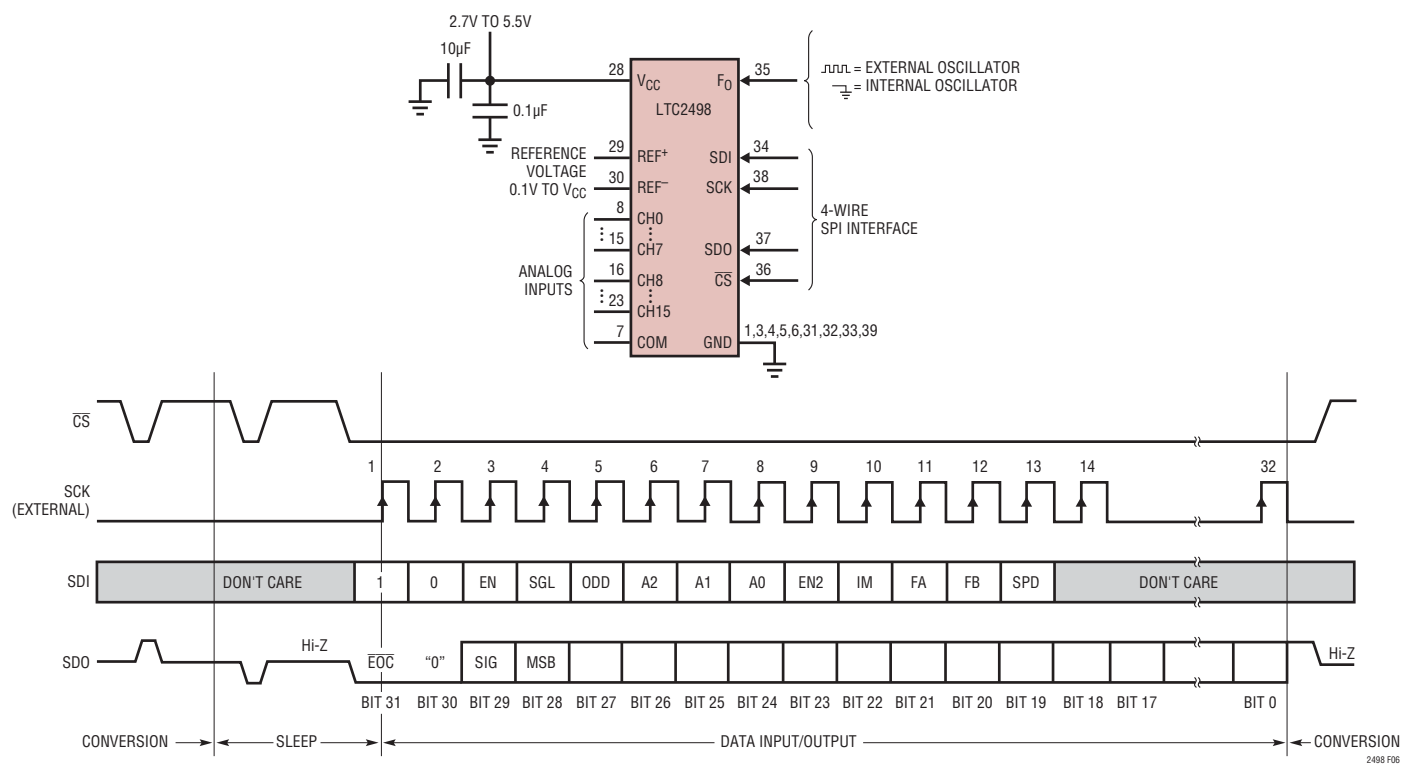 2.7V TO 5.5V
10µF
0.1µF
28 VCC
FO 35
= EXTERNAL OSCILLATOR
= INTERNAL OSCILLATOR
LTC2498
REFERENCE
VOLTAGE
0.1V TO VCC
29 REF+
30 REF–
SDI 34
SCK 38
4-WIRE
SPI INTERFACE
SDO 37
CS 36
ANALOG
INPUTS
8 CH0
15 CH7
16 CH8
23 CH15
7 COM
GND 1,3,4,5,6,31,32,33,39
CS
1 2 3 4 5 6 7 8 9 10 11 12 13 14 32
SCK
(EXTERNAL)
SDI DON'T CARE 1 0 EN SGL ODD A2 A1 A0 EN2 IM FA FB SPD DON'T CARE
SDO Hi-Z EOC “0” SIG MSB Hi-Z
BIT 31 BIT 30 BIT 29 BIT 28 BIT 27 BIT 26 BIT 25 BIT 24 BIT 23 BIT 22 BIT 21 BIT 20 BIT 19 BIT 18 BIT 17 BIT 0
CONVERSION SLEEP DATA INPUT/OUTPUT CONVERSION
2498 F06